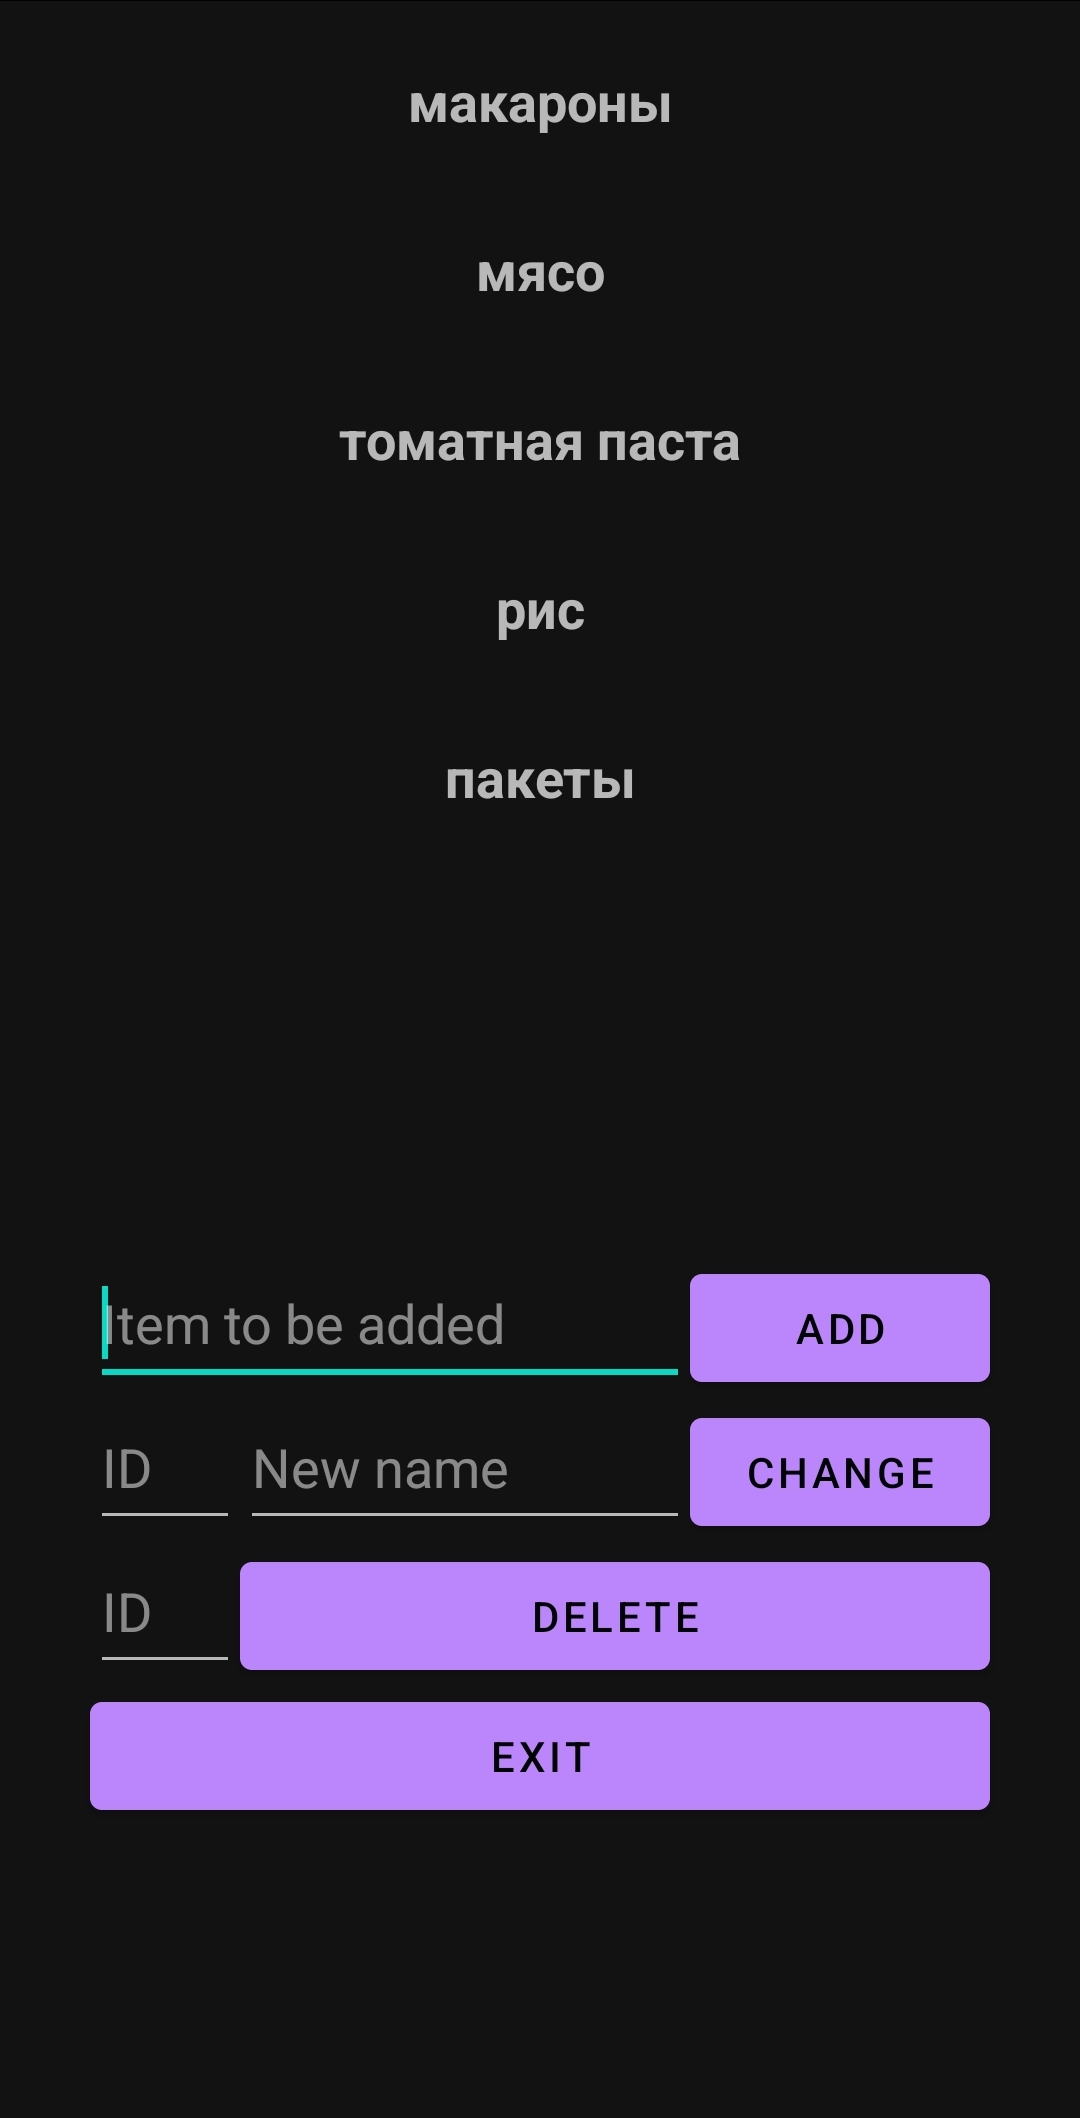 макароны
мясо
томатная паста
рис
пакеты
Item to be added
ADD
ID
New name
CHANGE
ID
DELETE
EXIT